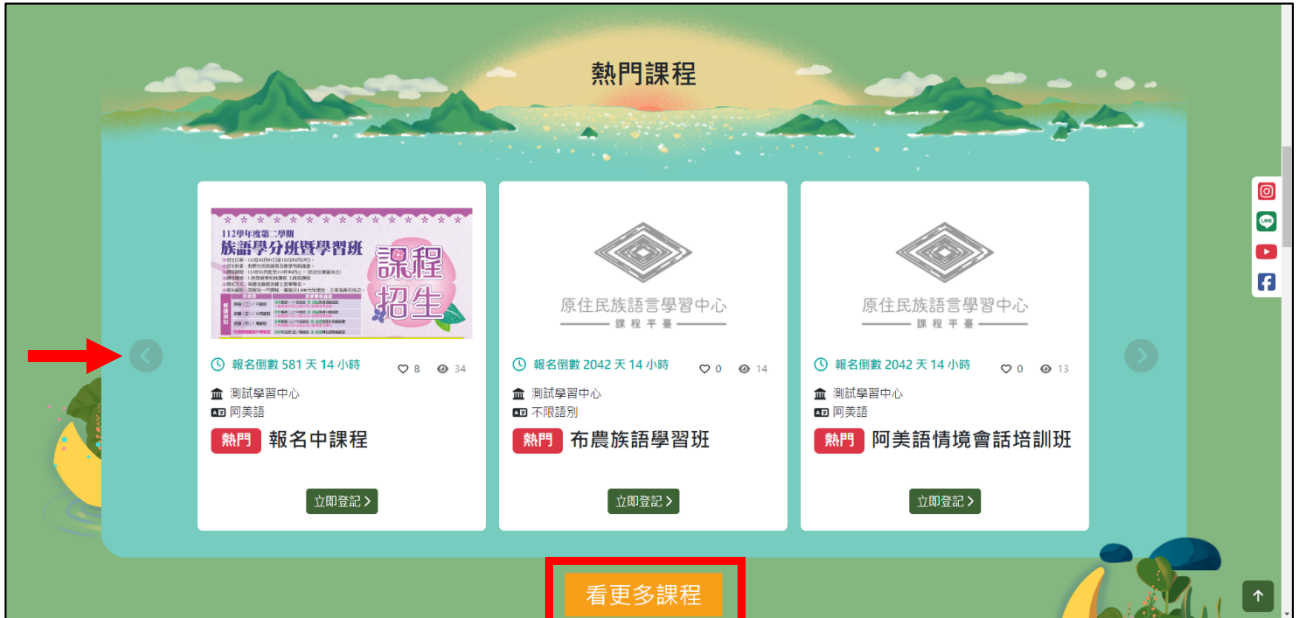 熱門課程
112學年度第二學期
族語學分班暨學習班
課程
招生
報名倒數 581 天 14 小時
8
34
測試學習中心
阿美語
熱門 報名中課程
立即登記
原住民族語言學習中心
課程平臺
報名倒數 2042 天 14 小時
0
14
測試學習中心
不限語別
熱門 布農族語學習班
立即登記
原住民族語言學習中心
課程平臺
報名倒數 2042 天 14 小時
0
13
測試學習中心
阿美語
熱門 阿美語情境會話培訓班
立即登記
看更多課程